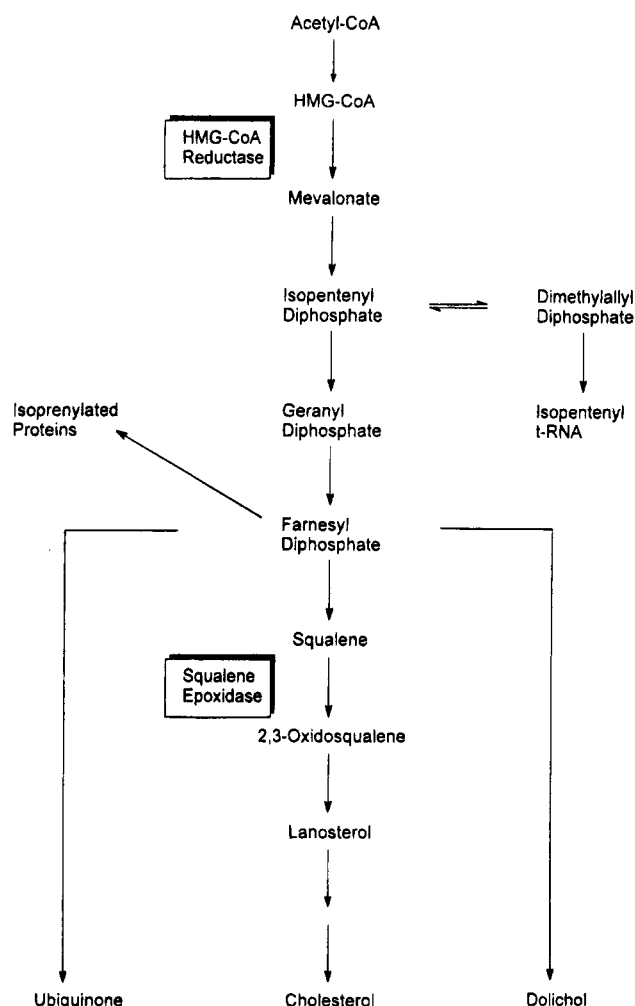 Acetyl-CoA
HMG-CoA
HMG-CoA
Reductase
Mevalonate
Isopentenyl
Diphosphate
Dimethylallyl
Diphosphate
Isoprenylated
Proteins
Geranyl
Diphosphate
Isopentenyl
t-RNA
Farnesyl
Diphosphate
Squalene
Squalene
Epoxidase
2,3-Oxidosqualene
Lanosterol
Ubiquinone
Cholesterol
Dolichol